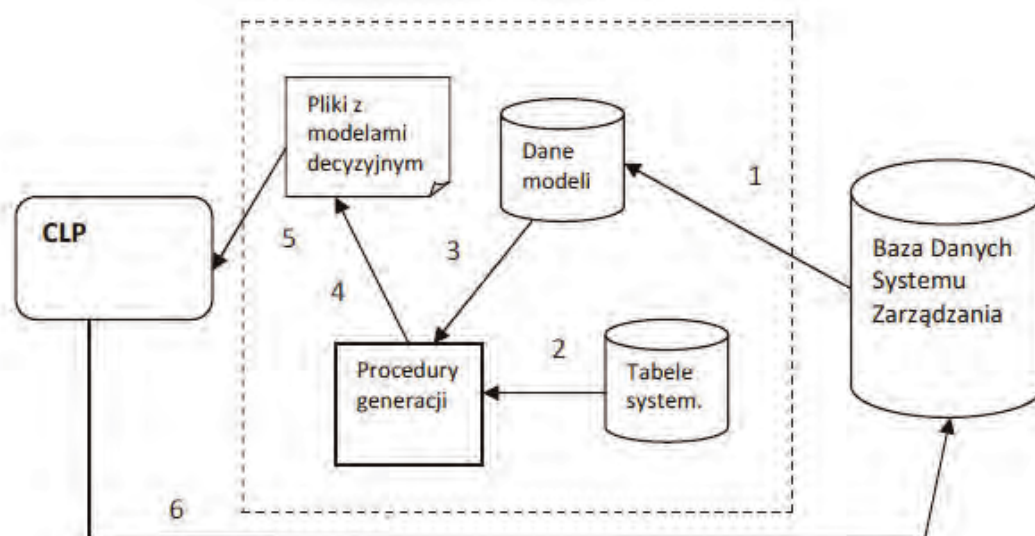 Pliki z
modelami
decyzyjnym
Dane
modeli
1
CLP
5
3
Baza Danych
Systemu
Zarządzania
4
2
Procedury
generacji
Tabele
system.
6